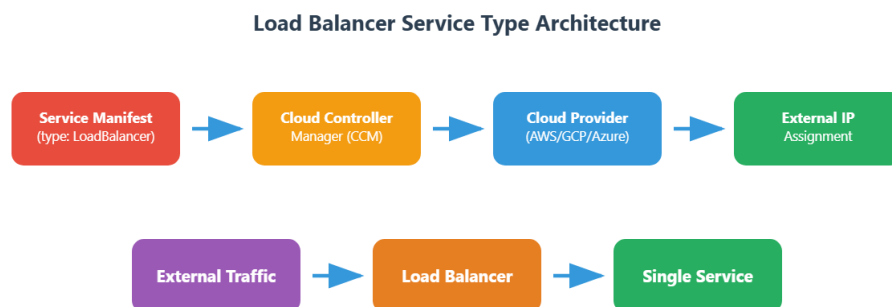 Load Balancer Service Type Architecture
Service Manifest
(type: LoadBalancer)
Cloud Controller
Manager (CCM)
Cloud Provider
(AWS/GCP/Azure)
External IP
Assignment
External Traffic
Load Balancer
Single Service